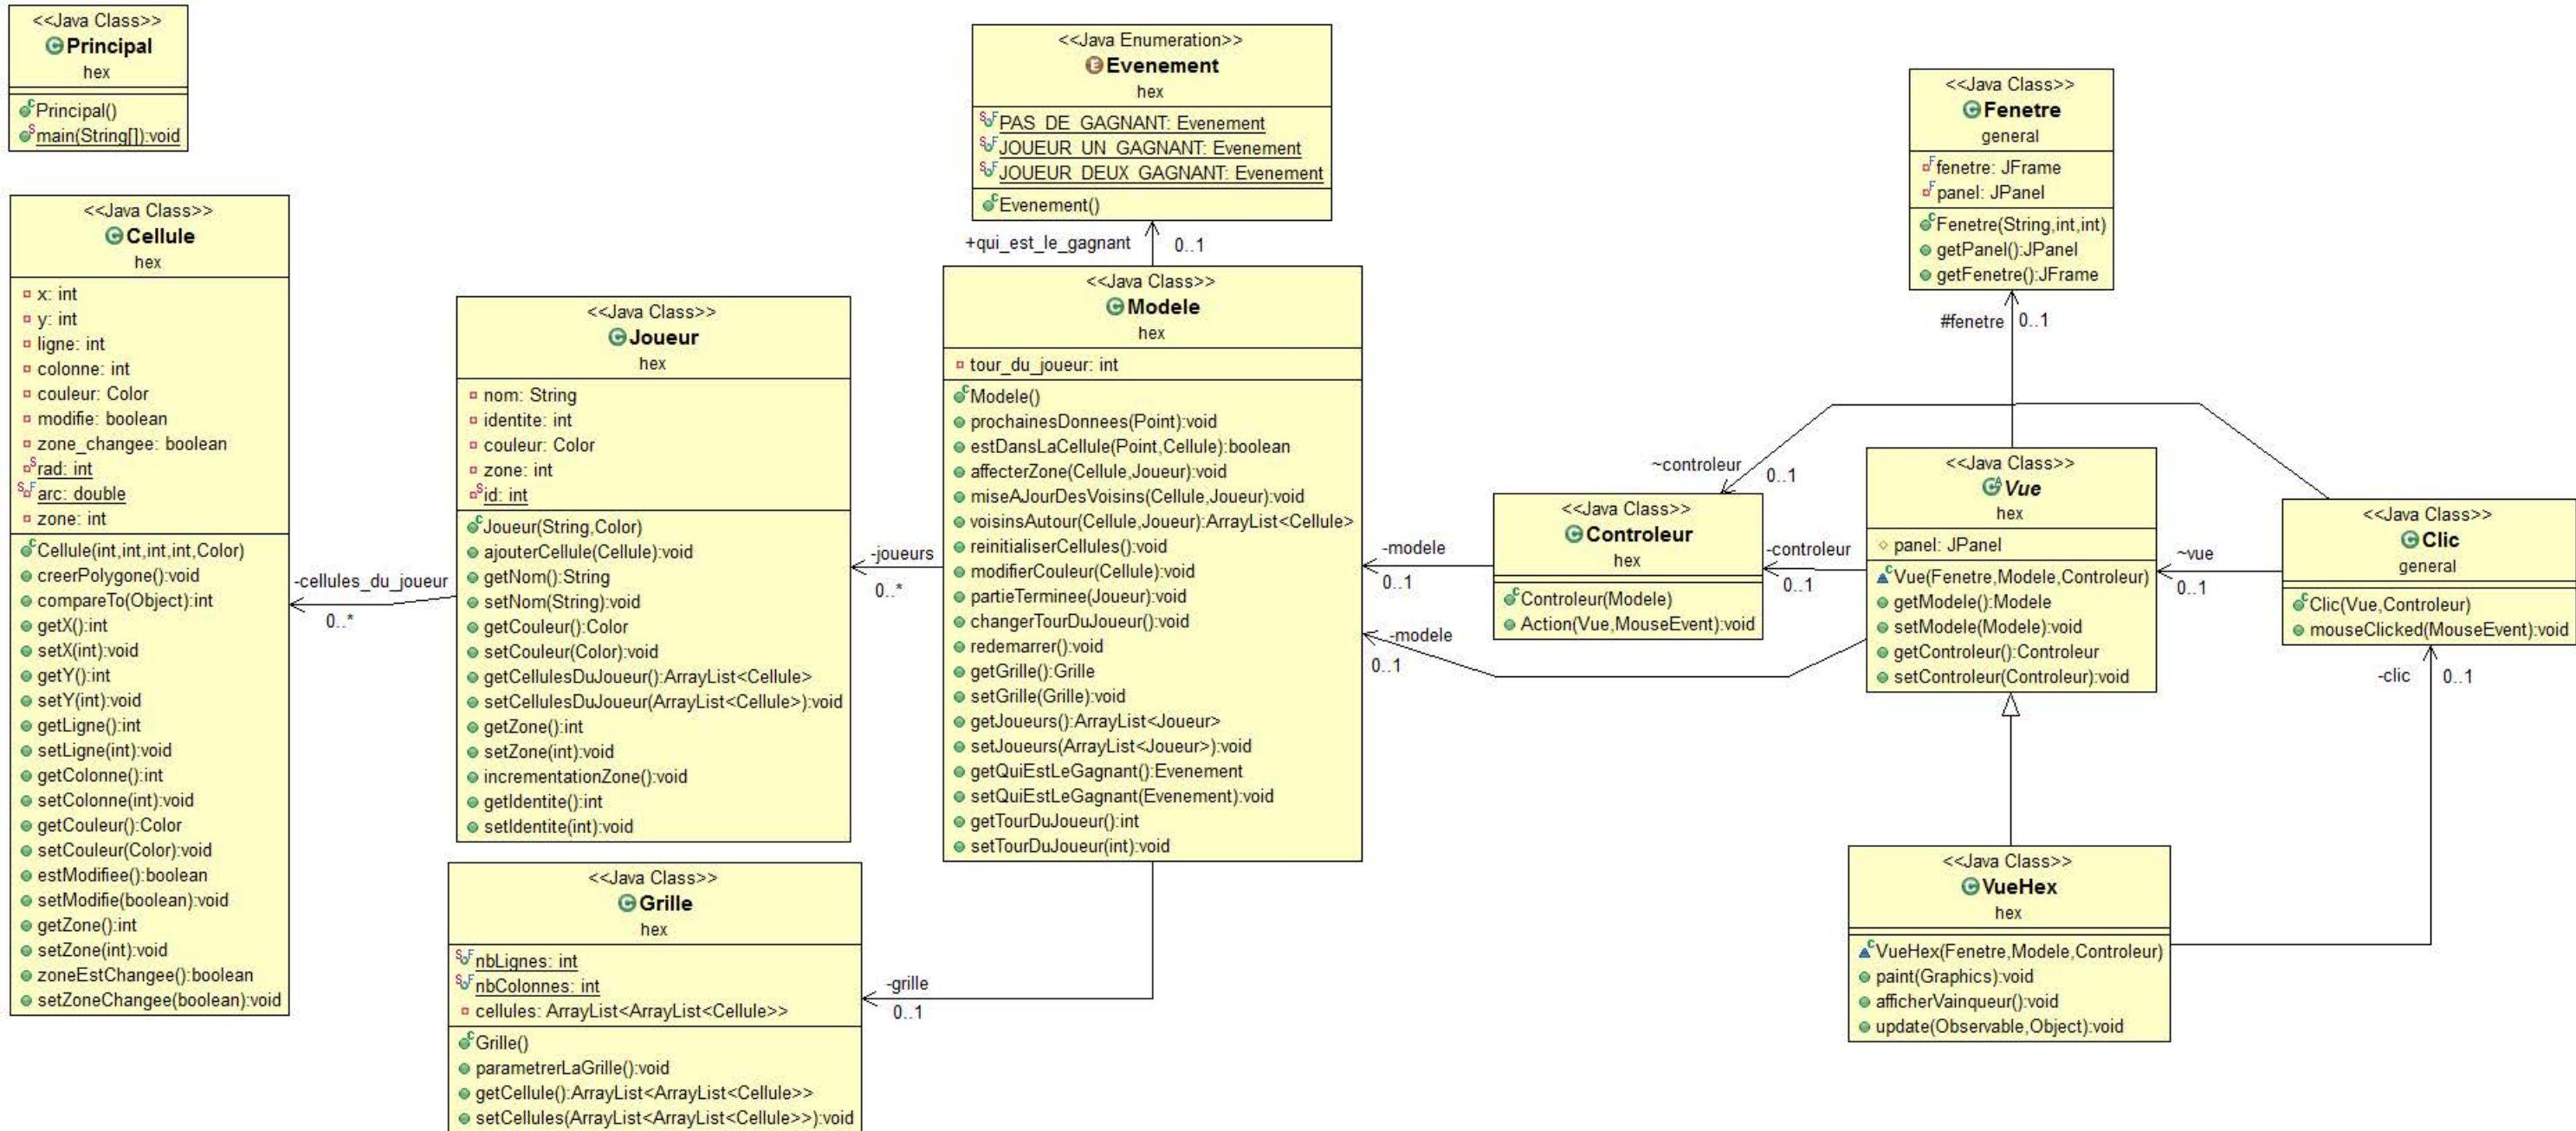 <<Java Class>>
Principal
hex
Principal()
main(String[]):void
<<Java Class>>
Cellule
hex
x: int
y: int
ligne: int
colonne: int
couleur: Color
modifie: boolean
zone_changee: boolean
rad: int
arc: double
zone: int
Cellule(int,int,int,int,Color)
creerPolygone():void
compareTo(Object):int
getX():int
setX(int):void
getY():int
setY(int):void
getLigne():int
setLigne(int):void
getColonne():int
setColonne(int):void
getCouleur():Color
setCouleur(Color):void
estModifiee():boolean
setModifie(boolean):void
getZone():int
setZone(int):void
zoneEstChangee():boolean
setZoneChangee(boolean):void
-cellules_du_joueur
0..*
<<Java Class>>
Joueur
hex
nom: String
identite: int
couleur: Color
zone: int
id: int
Joueur(String,Color)
ajouterCellule(Cellule):void
getNom():String
setNom(String):void
getCouleur():Color
setCouleur(Color):void
getCellulesDuJoueur():ArrayList<Cellule>
setCellulesDuJoueur(ArrayList<Cellule>):void
getZone():int
setZone(int):void
incrementationZone():void
getIdentite():int
setIdentite(int):void
<<Java Class>>
Grille
hex
nbLignes: int
nbColonnes: int
cellules: ArrayList<ArrayList<Cellule>>
Grille()
parametrerLaGrille():void
getCellule():ArrayList<ArrayList<Cellule>>
setCellules(ArrayList<ArrayList<Cellule>>):void
-joueurs
0..*
-grille
0..1
<<Java Enumeration>>
Evenement
hex
PAS_DE_GAGNANT: Evenement
JOUEUR_UN_GAGNANT: Evenement
JOUEUR_DEUX_GAGNANT: Evenement
Evenement()
+qui_est_le_gagnant
0..1
<<Java Class>>
Modele
hex
tour_du_joueur: int
Modele()
prochainesDonnees(Point):void
estDansLaCellule(Point,Cellule):boolean
affecterZone(Cellule,Joueur):void
miseAJourDesVoisins(Cellule,Joueur):void
voisinsAutour(Cellule,Joueur):ArrayList<Cellule>
reinitialiserCellules():void
modifierCouleur(Cellule):void
partieTerminee(Joueur):void
changerTourDuJoueur():void
redemarrer():void
getGrille():Grille
setGrille(Grille):void
getJoueurs():ArrayList<Joueur>
setJoueurs(ArrayList<Joueur>):void
getQuiEstLeGagnant():Evenement
setQuiEstLeGagnant(Evenement):void
getTourDuJoueur():int
setTourDuJoueur(int):void
-modele
0..1
-modele
0..1
~controleur
0..1
<<Java Class>>
Controleur
hex
Controleur(Modele)
Action(Vue,MouseEvent):void
-controleur
0..1
<<Java Class>>
Fenetre
general
fenetre: JFrame
panel: JPanel
Fenetre(String,int,int)
getPanel():JPanel
getFenetre():JFrame
#fenetre
0..1
<<Java Class>>
Vue
hex
panel: JPanel
Vue(Fenetre,Modele,Controleur)
getModele():Modele
setModele(Modele):void
getControleur():Controleur
setControleur(Controleur):void
~vue
0..1
<<Java Class>>
Clic
general
Clic(Vue,Controleur)
mouseClicked(MouseEvent):void
-clic
0..1
<<Java Class>>
VueHex
hex
VueHex(Fenetre,Modele,Controleur)
paint(Graphics):void
afficherVainqueur():void
update(Observable,Object):void